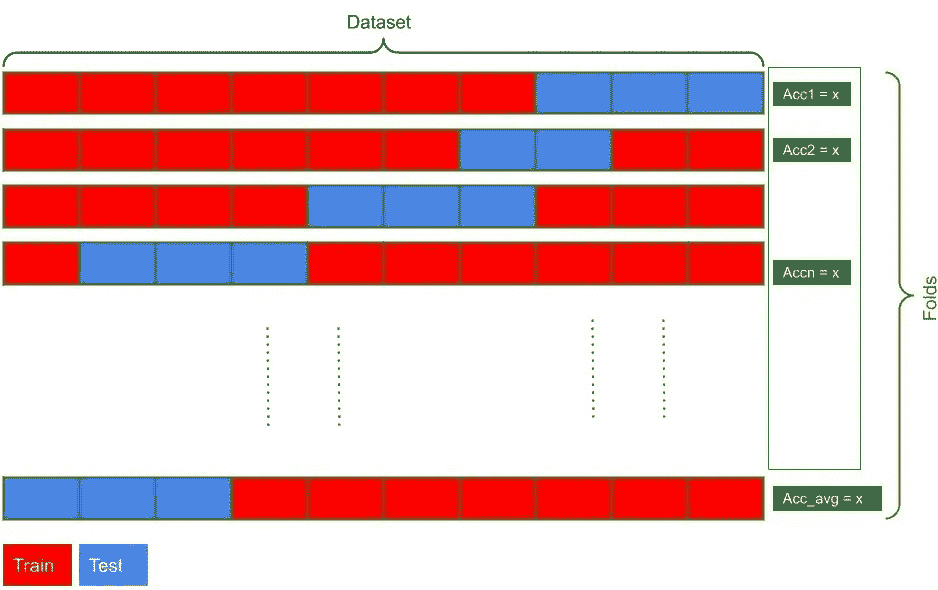 Dataset
Acc1 = x
Acc2 = x
Accn = x
Folds
Acc_avg = x
Train
Test